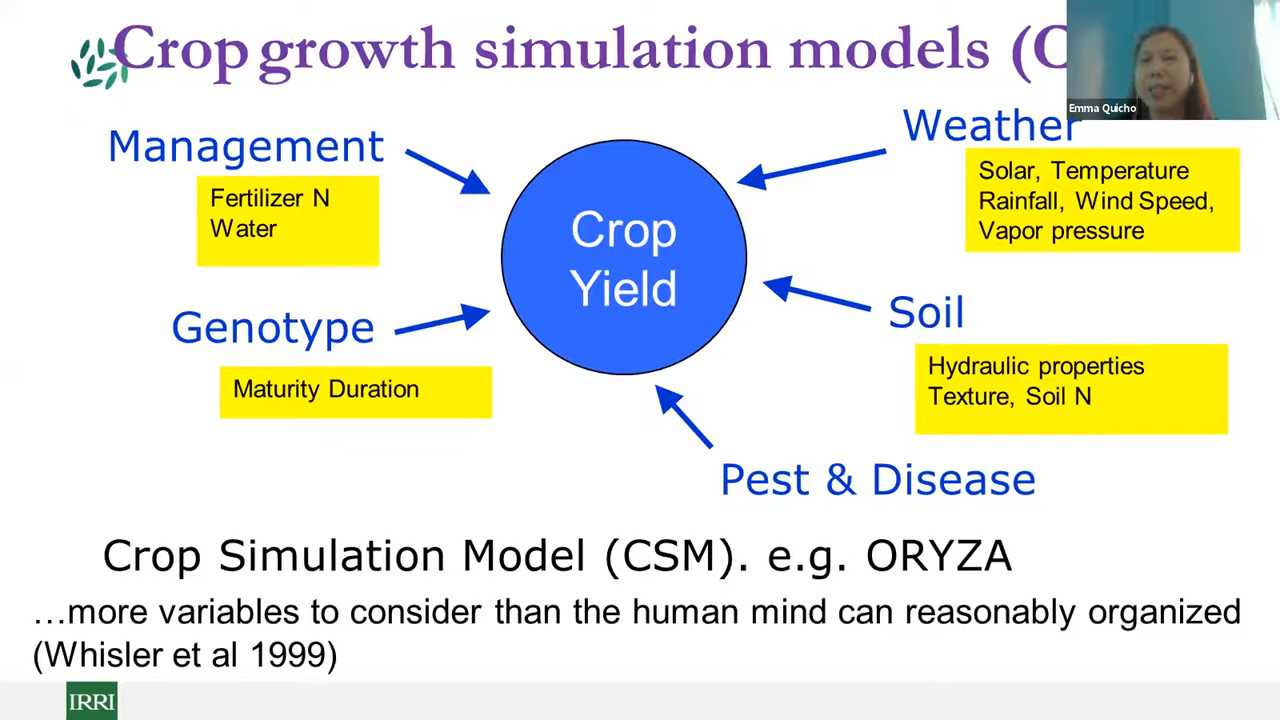 Crop growth simulation models (C
Emma Quicho
Management
Fertilizer N
Water
Weather
Solar, Temperature
Rainfall, Wind Speed,
Vapor pressure
Crop
Yield
Genotype
Maturity Duration
Soil
Hydraulic properties
Texture, Soil N
Pest & Disease
Crop Simulation Model (CSM). e.g. ORYZA
…more variables to consider than the human mind can reasonably organized
(Whisler et al 1999)
IRRI